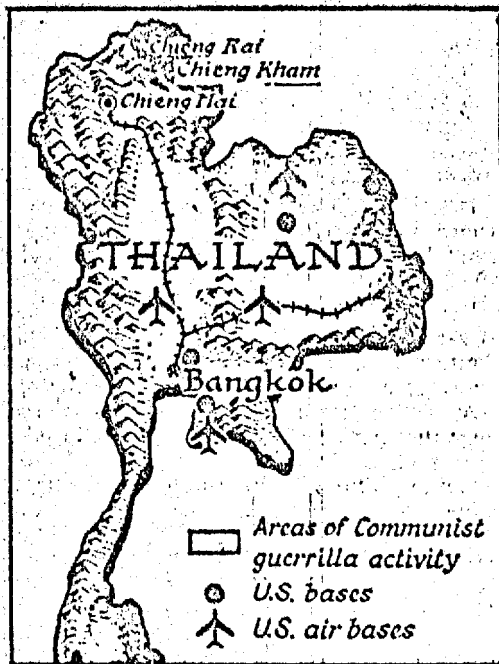 Chieng Rai
Chieng Kham
Chieng Mai
THAILAND
Bangkok
Areas of Communist
guerrilla activity
U.S. bases
U.S. air bases